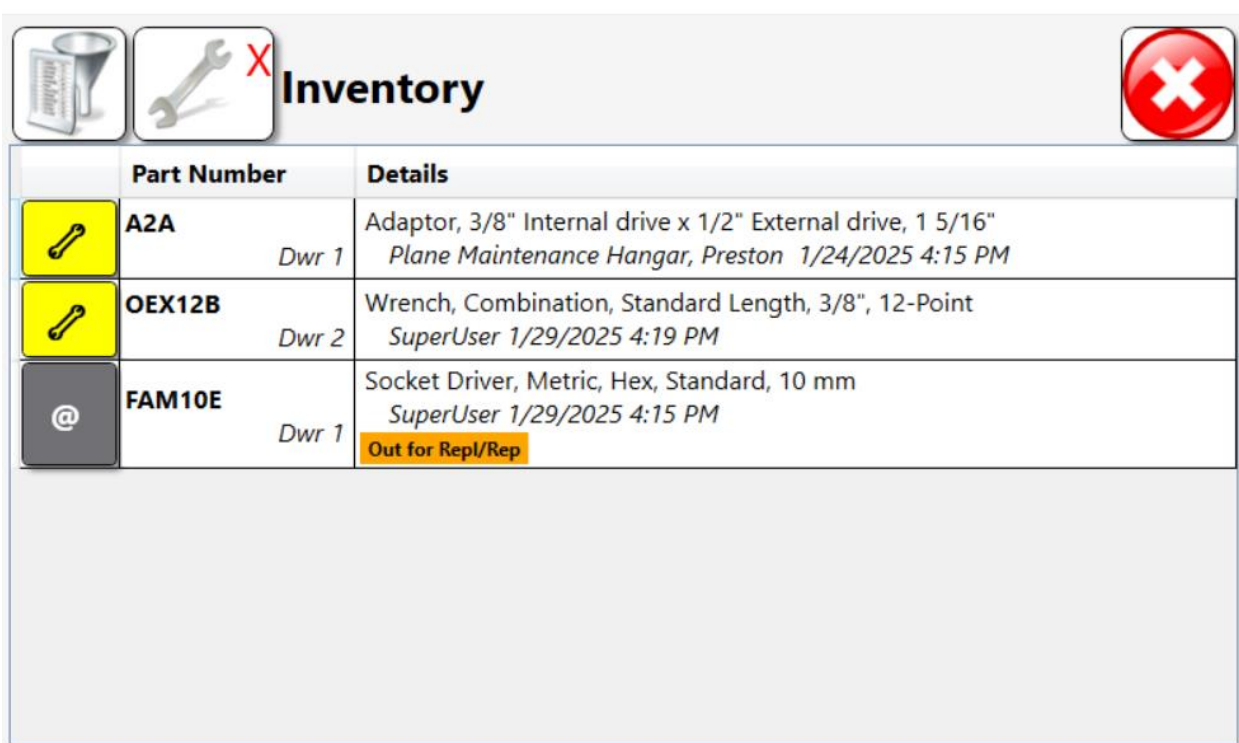 X
Inventory
Part Number Details
A2A
Dwr 1
Adaptor, 3/8" Internal drive x 1/2" External drive, 1 5/16"
Plane Maintenance Hangar, Preston 1/24/2025 4:15 PM
OEX12B
Dwr 2
Wrench, Combination, Standard Length, 3/8", 12-Point
SuperUser 1/29/2025 4:19 PM
@
FAM10E
Dwr 1
Socket Driver, Metric, Hex, Standard, 10 mm
SuperUser 1/29/2025 4:15 PM
Out for Repl/Rep